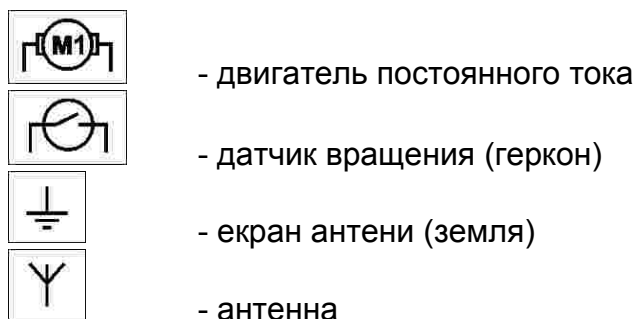 M1 - двигатель постоянного тока
- датчик вращения (геркон)
- екран антени (земля)
- антенна